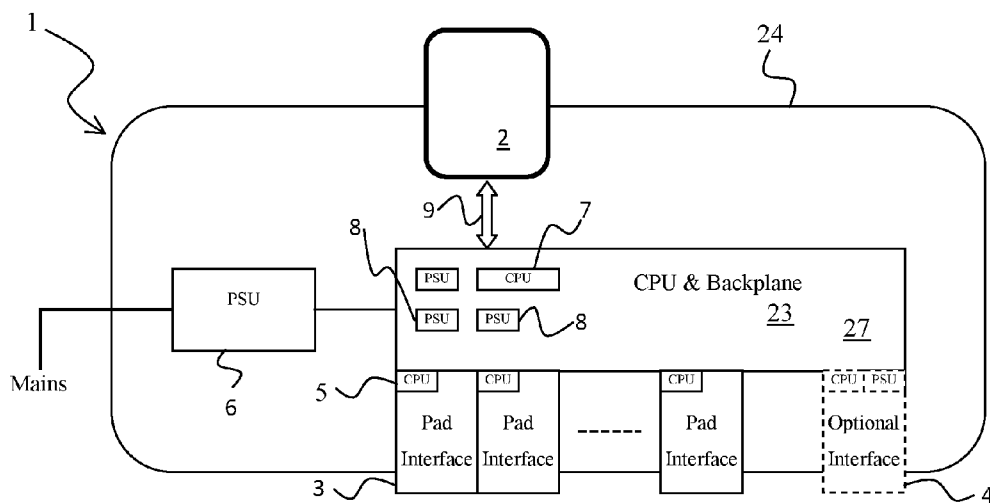 1
24
2
9
7
8
PSU
CPU
CPU & Backplane
PSU
PSU
PSU
8
23
27
Mains
6
5
CPU
CPU
CPU
CPU
PSU
Pad
Interface
Pad
Interface
Pad
Interface
Optional
Interface
3
4